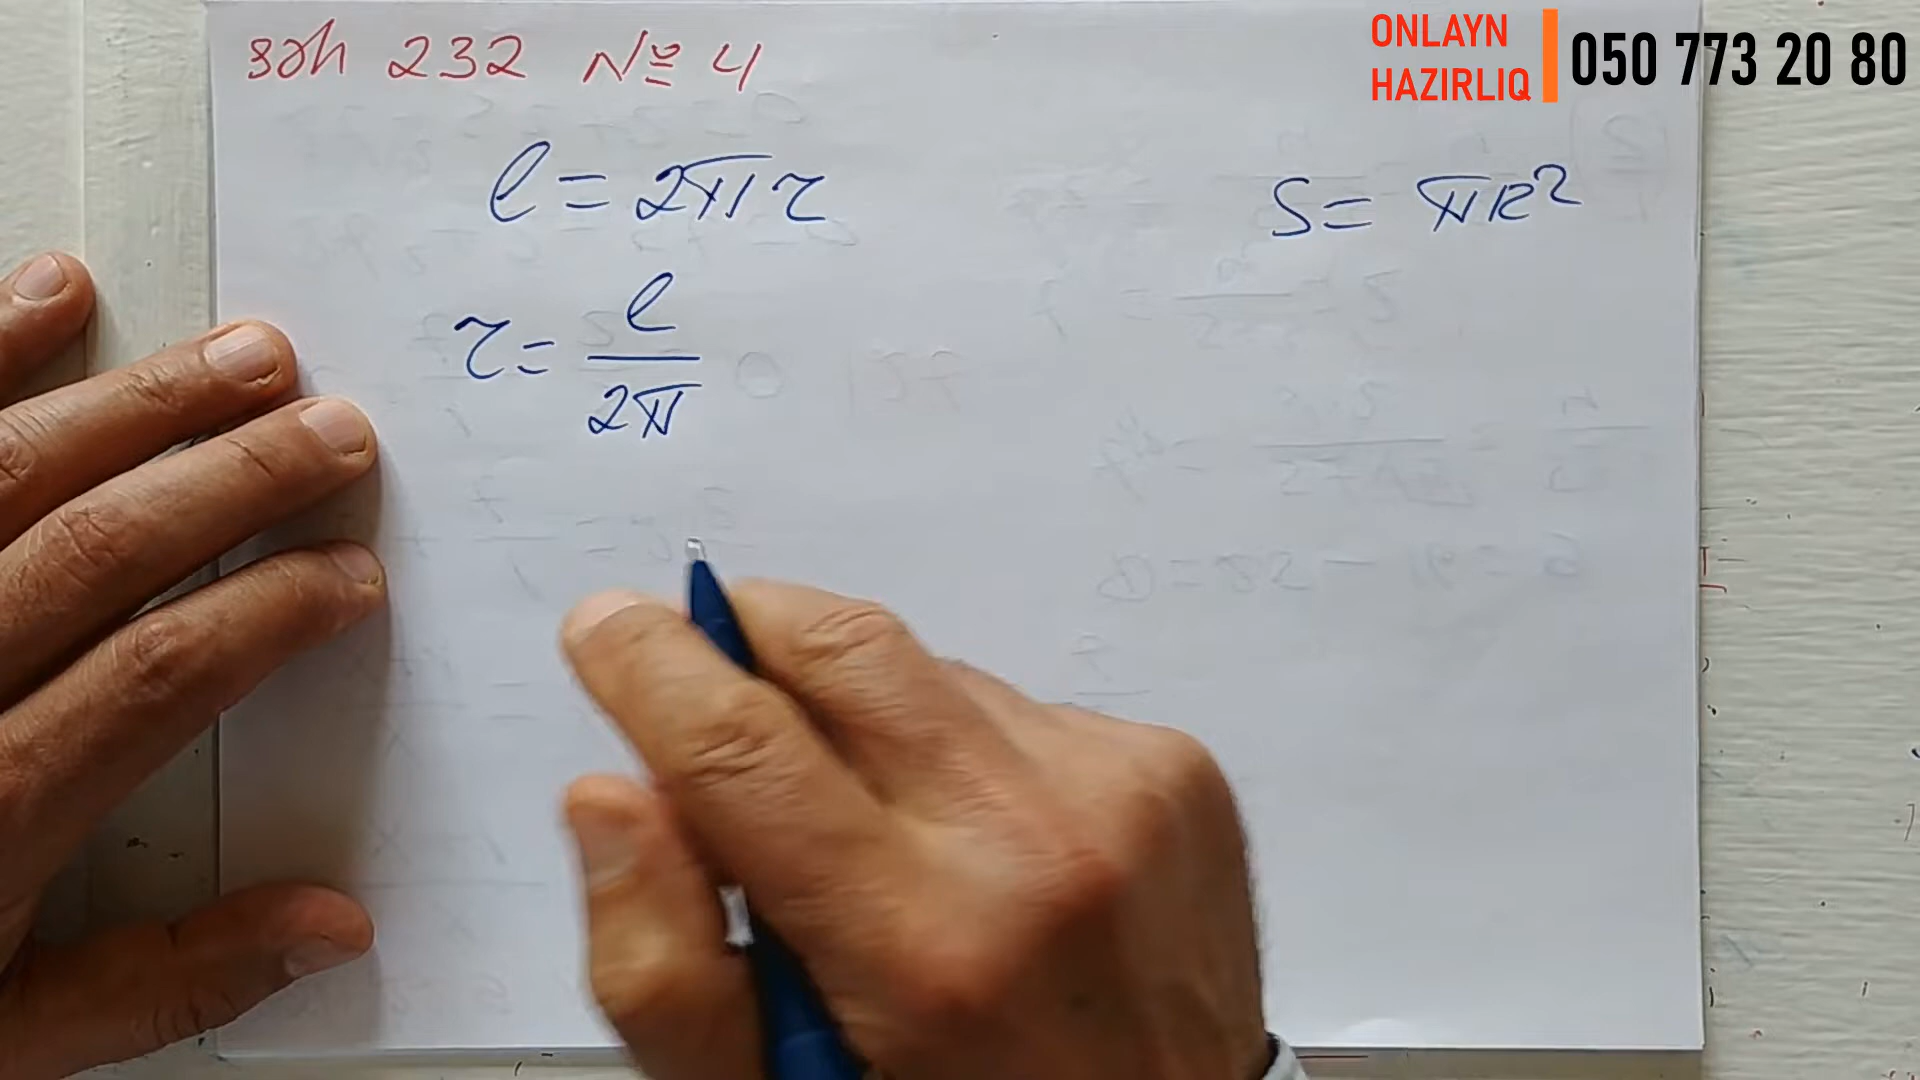 səh 232 № 4
ONLAYN
HAZIRLIQ
050 773 20 80
l = 2πr
S = πR²
r = l / 2π